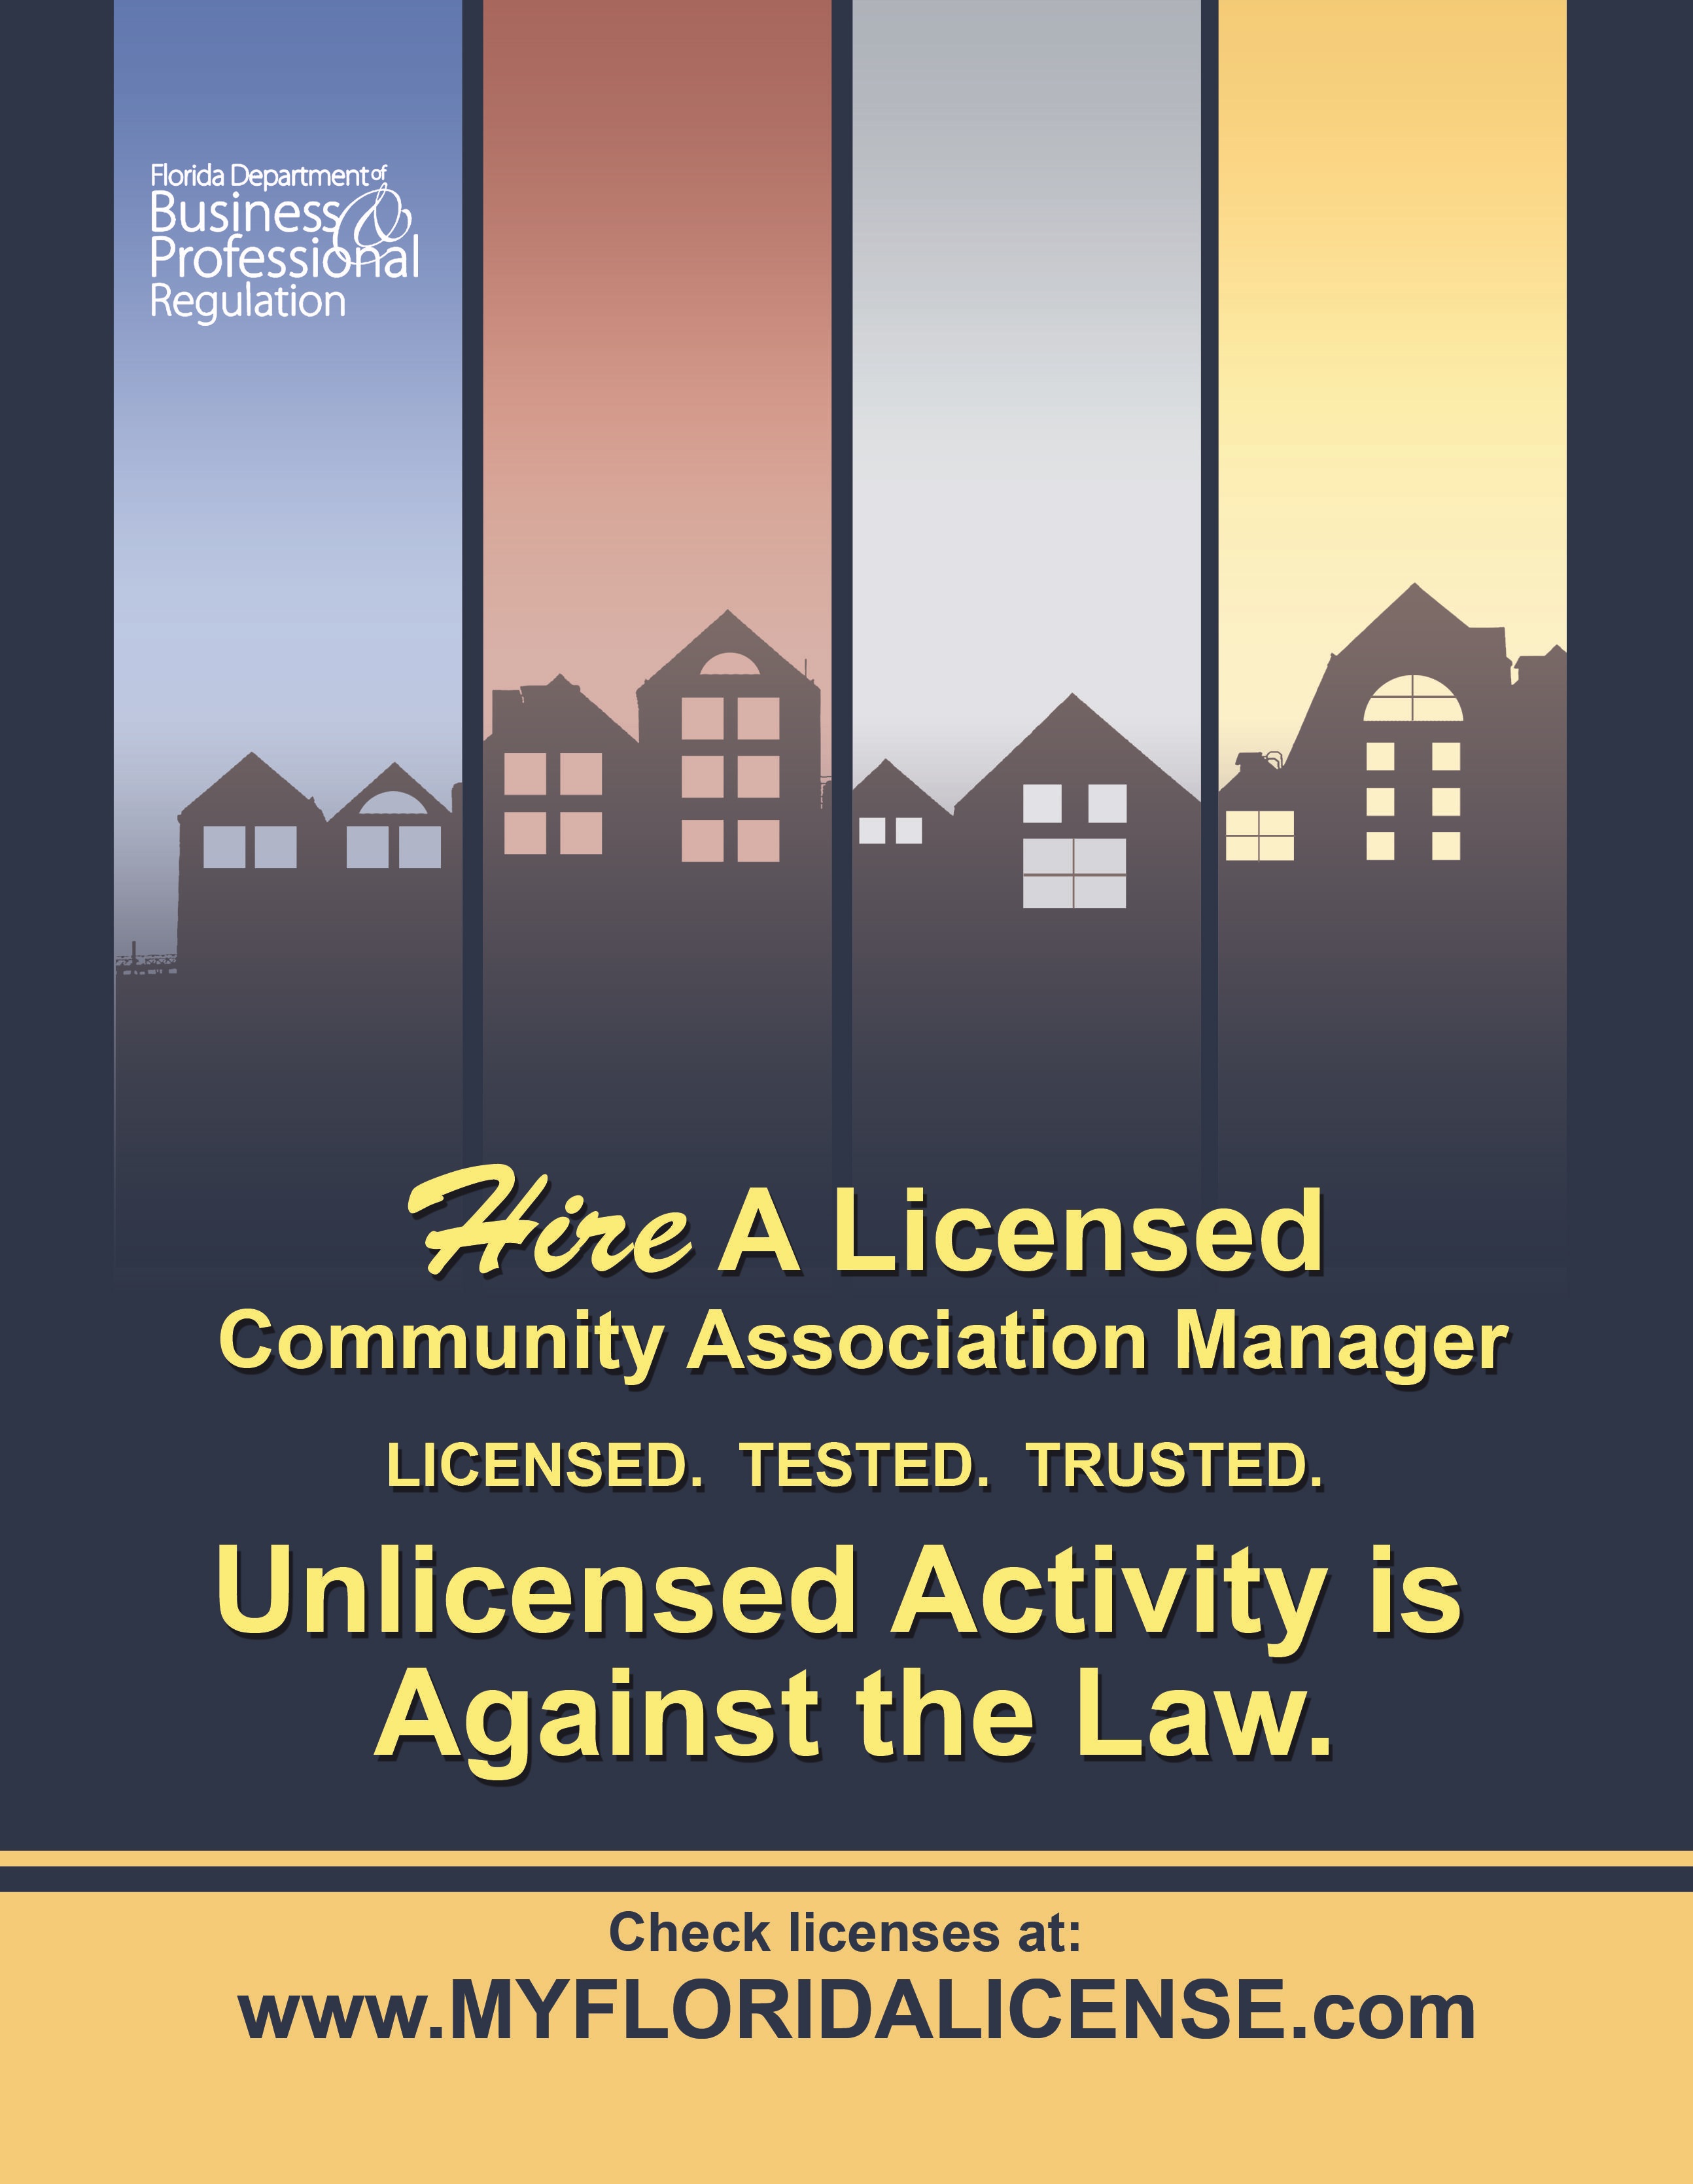 Florida Department of
Business &
Professional
Regulation
Hire A Licensed
Community Association Manager
LICENSED. TESTED. TRUSTED.
Unlicensed Activity is
Against the Law.
Check licenses at:
www.MYFLORIDALICENSE.com